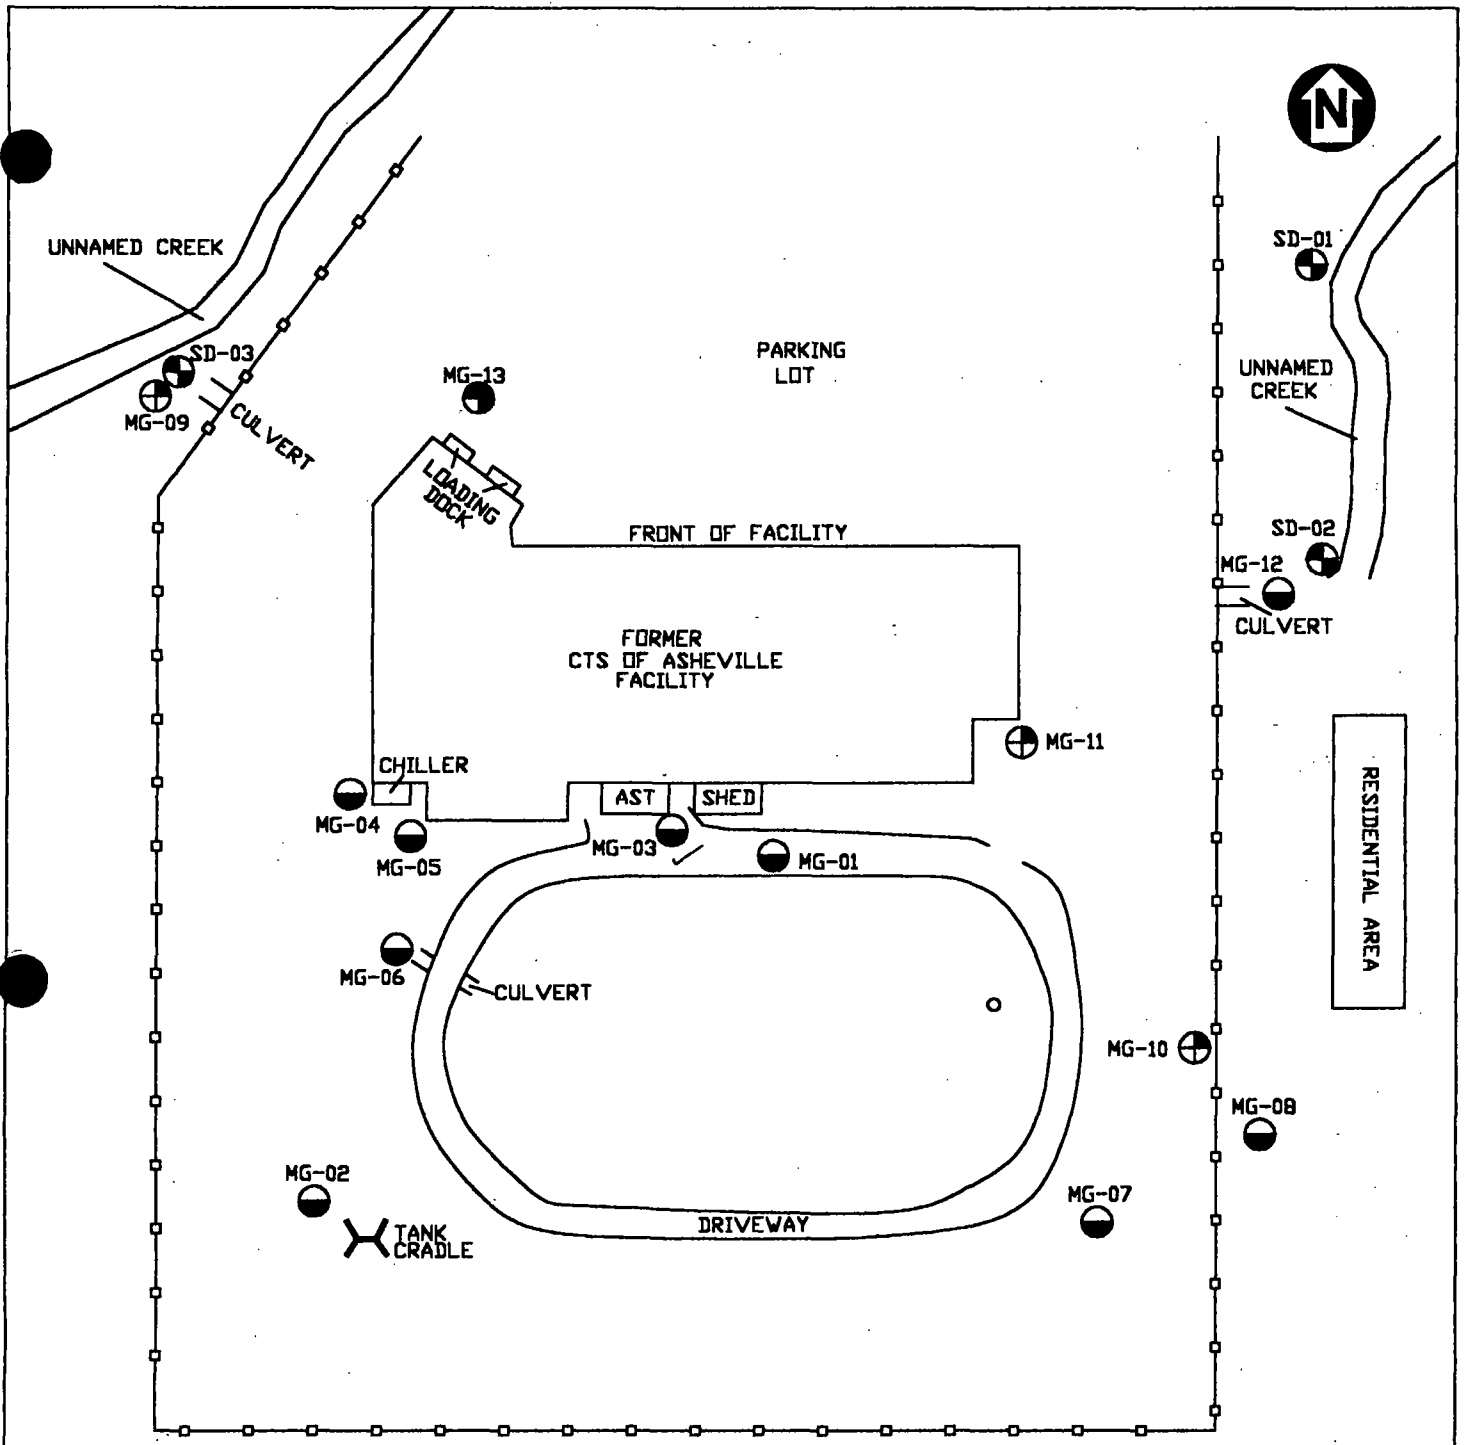 N
SD-01
UNNAMED CREEK
SD-03
MG-09
CULVERT
MG-13
PARKING
LOT
UNNAMED
CREEK
LOADING
DOCK
FRONT OF FACILITY
SD-02
MG-12
CULVERT
FORMER
CTS OF ASHEVILLE
FACILITY
MG-11
CHILLER
MG-04
MG-05
AST
SHED
MG-03
MG-01
RESIDENTIAL AREA
MG-06
CULVERT
MG-10
MG-08
MG-02
TANK
CRADLE
DRIVEWAY
MG-07